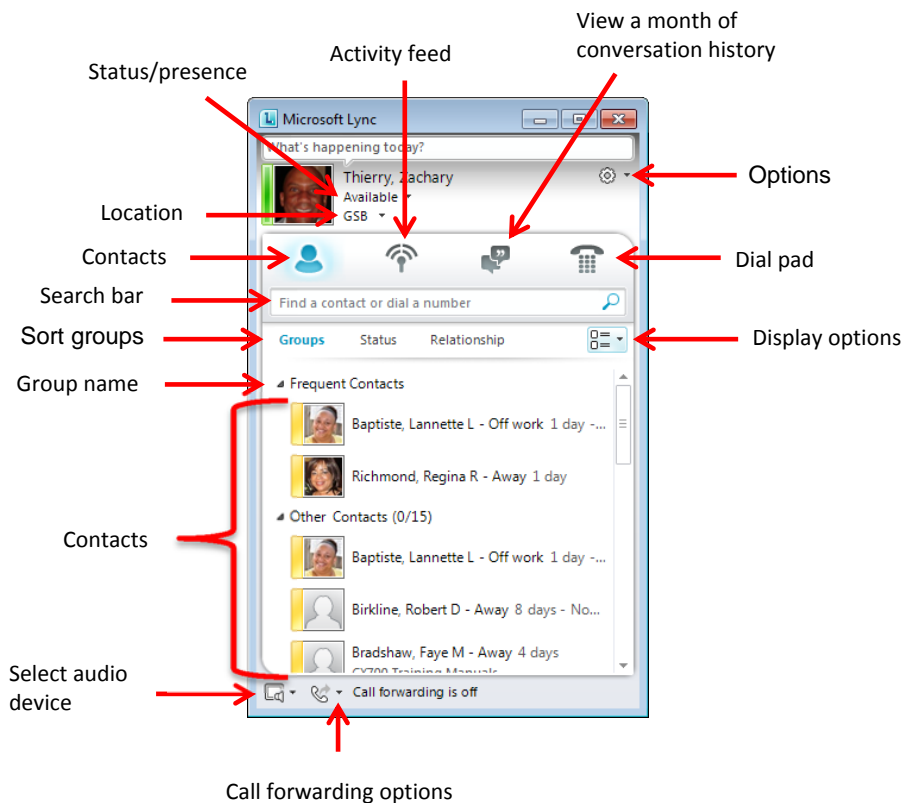 View a month of
conversation history
Activity feed
Status/presence
Microsoft Lync
What's happening today?
Thierry, Zachary
Options
Available
Location
GSB
Contacts
Dial pad
Search bar
Find a contact or dial a number
Sort groups
Groups Status Relationship
Display options
Group name
Frequent Contacts
Baptiste, Lannette L - Off work 1 day -...
Richmond, Regina R - Away 1 day
Other Contacts (0/15)
Contacts
Baptiste, Lannette L - Off work 1 day -...
Birkline, Robert D - Away 8 days - No...
Bradshaw, Faye M - Away 4 days
CX700 Training Manuals
Select audio
device
Call forwarding is off
Call forwarding options